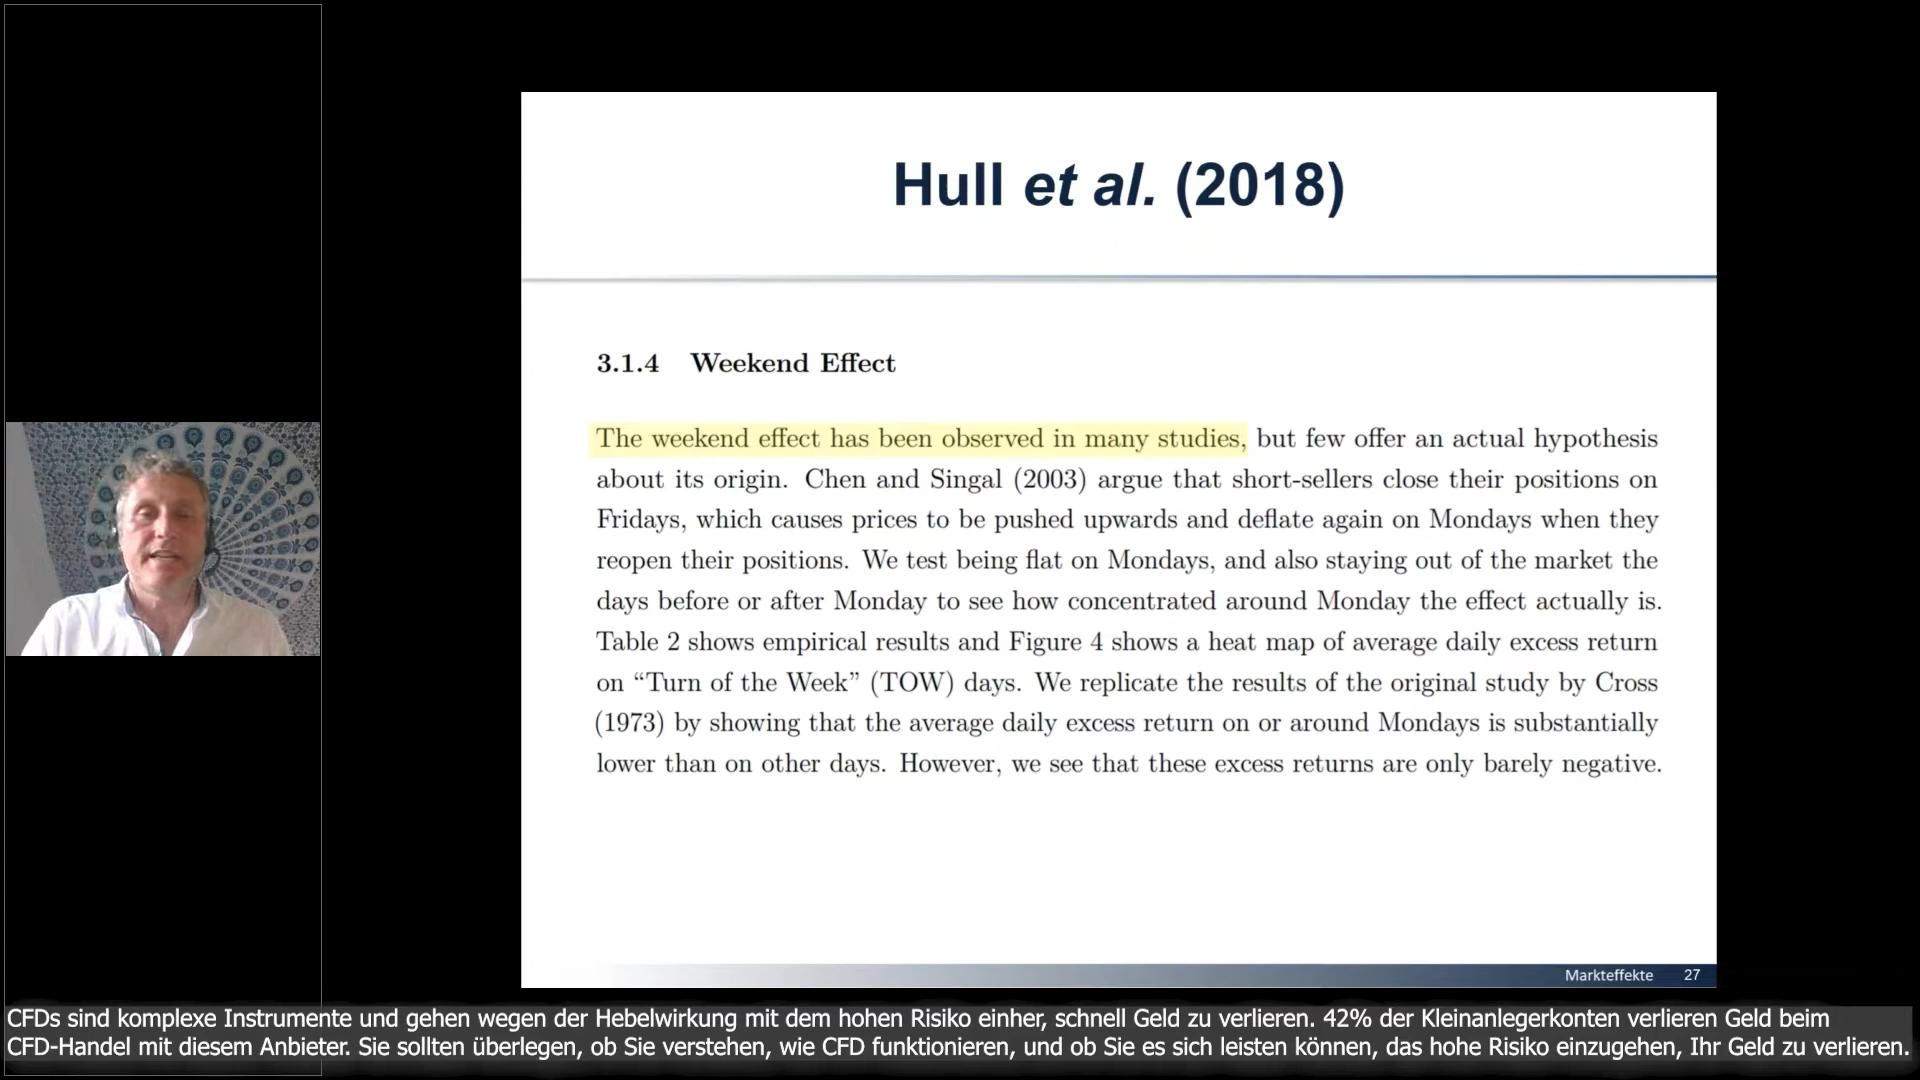 Hull et al. (2018)
3.1.4 Weekend Effect
The weekend effect has been observed in many studies, but few offer an actual hypothesis
about its origin. Chen and Singal (2003) argue that short-sellers close their positions on
Fridays, which causes prices to be pushed upwards and deflate again on Mondays when they
reopen their positions. We test being flat on Mondays, and also staying out of the market the
days before or after Monday to see how concentrated around Monday the effect actually is.
Table 2 shows empirical results and Figure 4 shows a heat map of average daily excess return
on “Turn of the Week” (TOW) days. We replicate the results of the original study by Cross
(1973) by showing that the average daily excess return on or around Mondays is substantially
lower than on other days. However, we see that these excess returns are only barely negative.
Markteffekte 27
CFDs sind komplexe Instrumente und gehen wegen der Hebelwirkung mit dem hohen Risiko einher, schnell Geld zu verlieren. 42% der Kleinanlegerkonten verlieren Geld beim
CFD-Handel mit diesem Anbieter. Sie sollten überlegen, ob Sie verstehen, wie CFD funktionieren, und ob Sie es sich leisten können, das hohe Risiko einzugehen, Ihr Geld zu verlieren.